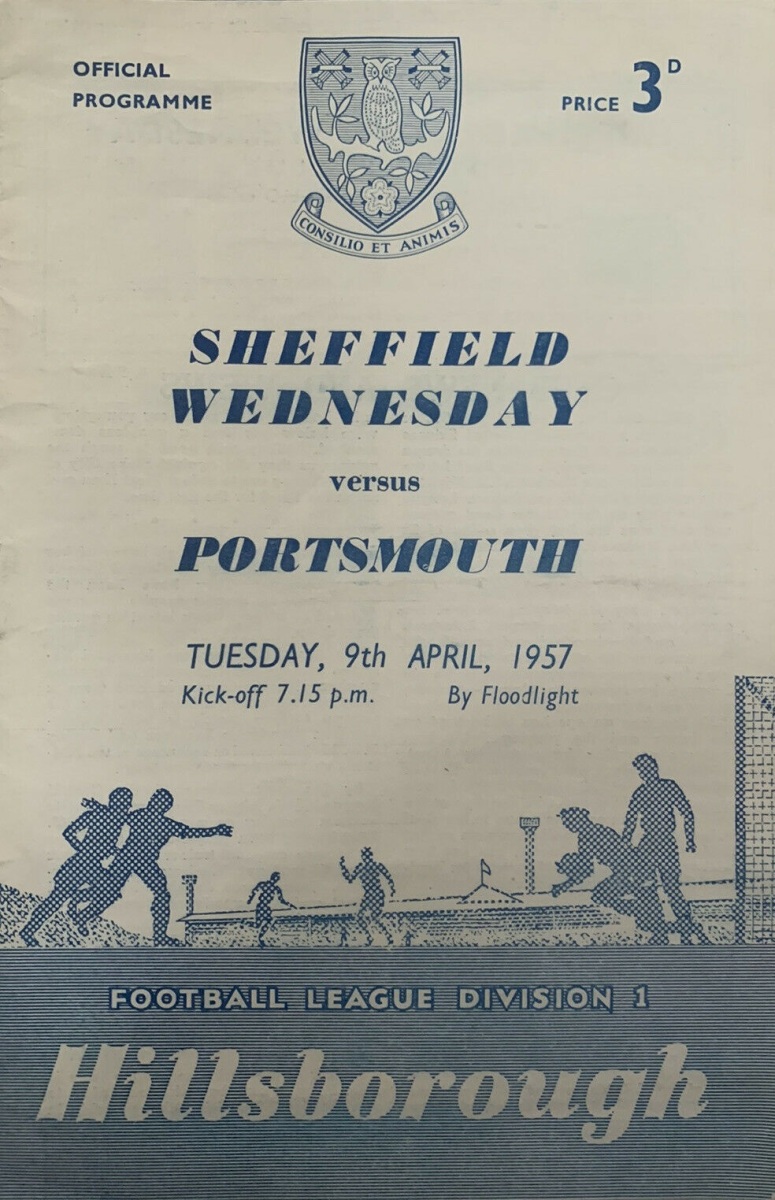 OFFICIAL
PROGRAMME
PRICE 3D
CONSILIO ET ANIMIS
SHEFFIELD
WEDNESDAY
versus
PORTSMOUTH
TUESDAY, 9th APRIL, 1957
Kick-off 7.15 p.m. By Floodlight
FOOTBALL LEAGUE DIVISION 1
Hillsborough